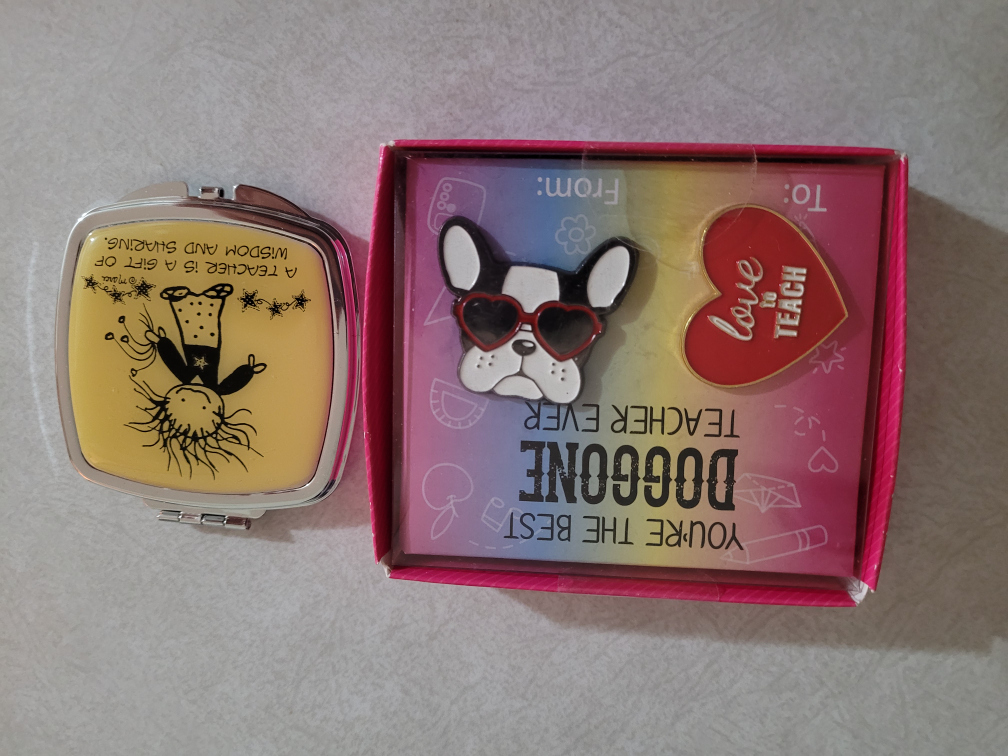 A TEACHER IS A GIFT OF
WISDOM AND SHARING.
YOU'RE THE BEST
DOGGONE
TEACHER EVER
love
to
TEACH
To:
From: